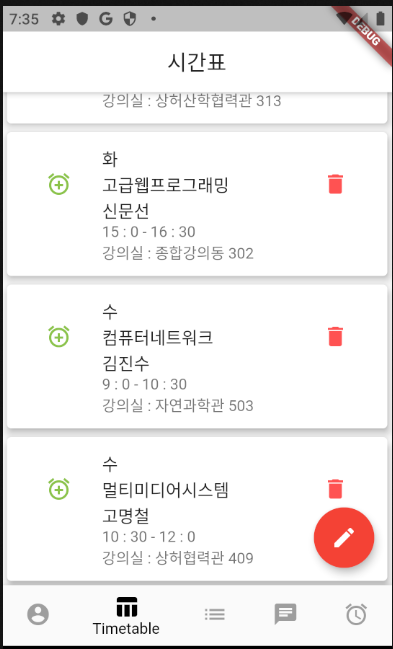 7:35
DEBUG
시간표
강의실 : 상허산학협력관 313
화
고급웹프로그래밍
신문선
15 : 0 - 16 : 30
강의실 : 종합강의동 302
수
컴퓨터네트워크
김진수
9 : 0 - 10 : 30
강의실 : 자연과학관 503
수
멀티미디어시스템
고명철
10 : 30 - 12 : 0
강의실 : 상허협력관 409
Timetable